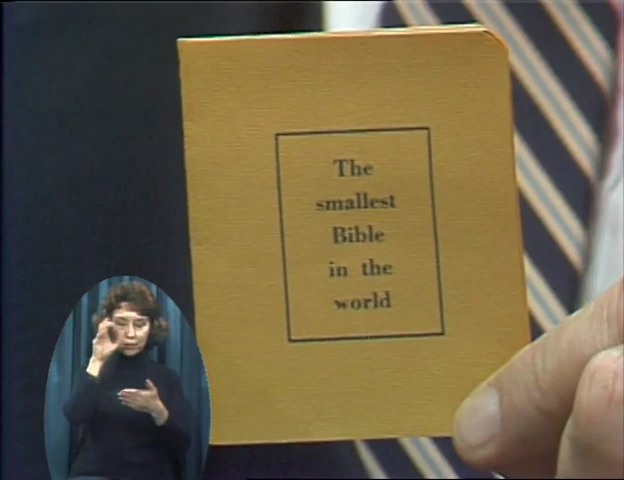 The
smallest
Bible
in the
world